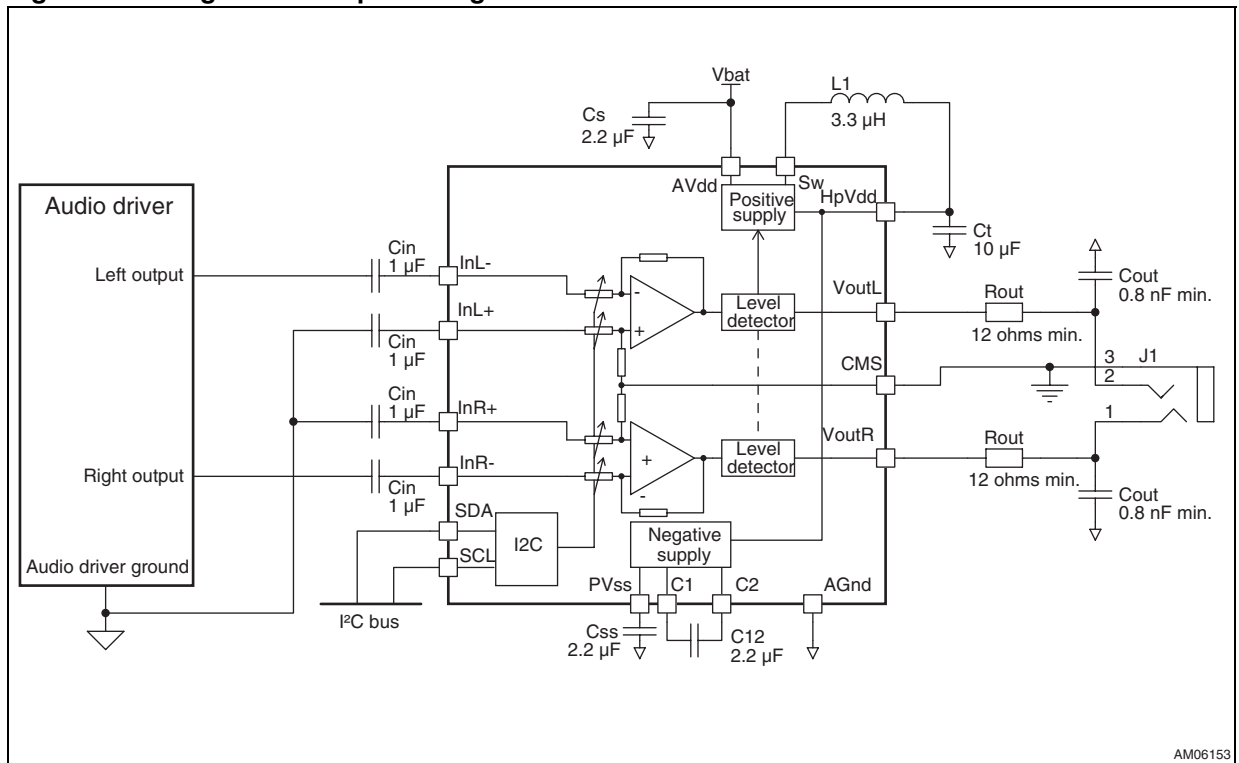 Vbat
L1
3.3 µH
Cs
2.2 µF
AVdd
Sw
HpVdd
Positive
supply
Ct
10 µF
Audio driver
Left output
Cin
1 µF
InL-
-
Level
detector
VoutL
Rout
12 ohms min.
Cout
0.8 nF min.
Cin
1 µF
InL+
+
CMS
3
J1
2
1
Cin
1 µF
InR+
+
Level
detector
VoutR
Rout
12 ohms min.
Cout
0.8 nF min.
Right output
Cin
1 µF
InR-
-
SDA
SCL
I2C
Negative
supply
Audio driver ground
I²C bus
PVss
C1
C2
AGnd
Css
2.2 µF
C12
2.2 µF
AM06153